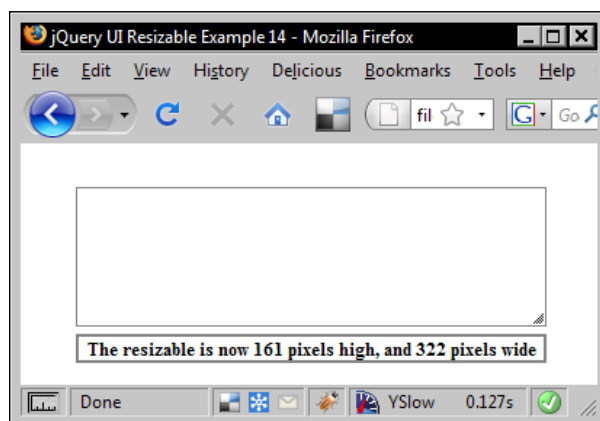 jQuery UI Resizable Example 14 - Mozilla Firefox
File Edit View History Delicious Bookmarks Tools Help
fil G Go
The resizable is now 161 pixels high, and 322 pixels wide
Done YSlow 0.127s